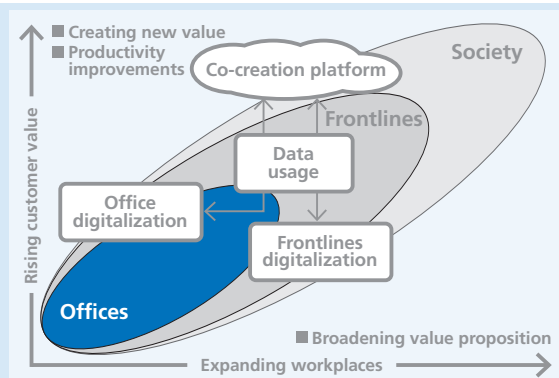 ■ Creating new value
■ Productivity
improvements
Co-creation platform
Society
Frontlines
Data
usage
Office
digitalization
Frontlines
digitalization
Offices
Rising customer value
■ Broadening value proposition
Expanding workplaces